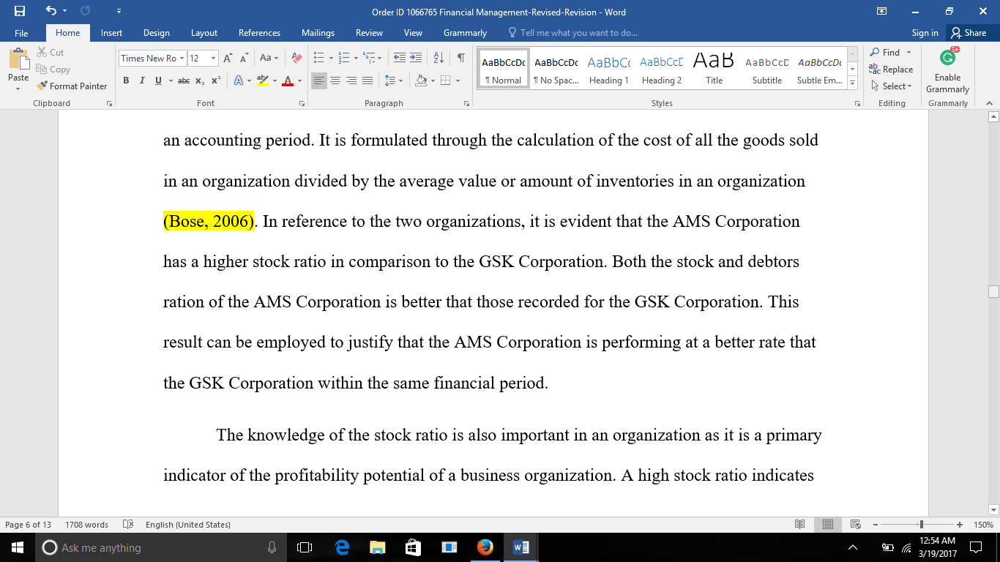 Order ID 1066765 Financial Management-Revised-Revision - Word
File Home Insert Design Layout References Mailings Review View Grammarly Tell me what you want to do... Sign in Share
Paste
Cut
Copy
Format Painter
Clipboard
Times New Ro 12
Font
Paragraph
AaBbCcDc AaBbCcDc AaBbCc AaBbCcD AaB AaBbCcD AaBbCcDc
¶ Normal ¶ No Spac... Heading 1 Heading 2 Title Subtitle Subtle Em...
Styles
Find
Replace
Select
Editing
5+
Enable
Grammarly
Grammarly
an accounting period. It is formulated through the calculation of the cost of all the goods sold
in an organization divided by the average value or amount of inventories in an organization
(Bose, 2006). In reference to the two organizations, it is evident that the AMS Corporation
has a higher stock ratio in comparison to the GSK Corporation. Both the stock and debtors
ration of the AMS Corporation is better that those recorded for the GSK Corporation. This
result can be employed to justify that the AMS Corporation is performing at a better rate that
the GSK Corporation within the same financial period.
The knowledge of the stock ratio is also important in an organization as it is a primary
indicator of the profitability potential of a business organization. A high stock ratio indicates
Page 6 of 13 1708 words English (United States) 150%
Ask me anything
12:54 AM
3/19/2017